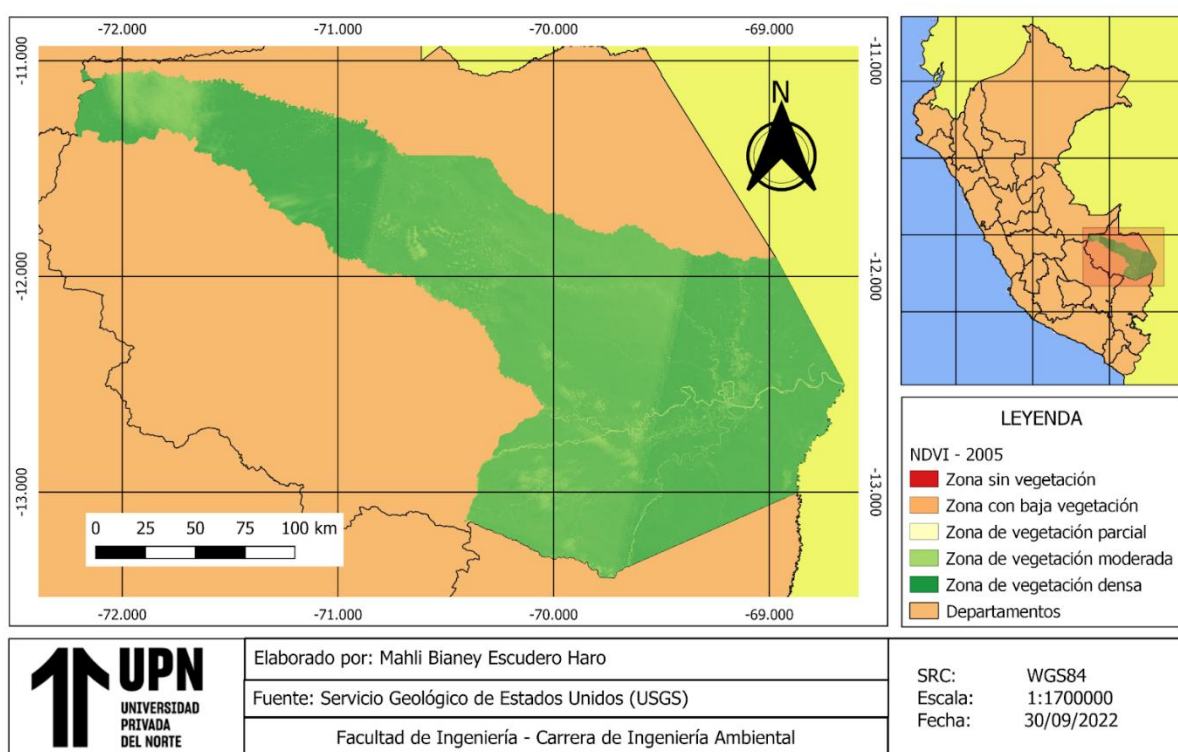 -72.000 -71.000 -70.000 -69.000
-11.000 -11.000
N
-12.000 -12.000
-13.000 -13.000
0 25 50 75 100 km
-72.000 -71.000 -70.000 -69.000
LEYENDA
NDVI - 2005
Zona sin vegetación
Zona con baja vegetación
Zona de vegetación parcial
Zona de vegetación moderada
Zona de vegetación densa
Departamentos
UPN
UNIVERSIDAD
PRIVADA
DEL NORTE
Elaborado por: Mahli Bianey Escudero Haro
Fuente: Servicio Geológico de Estados Unidos (USGS)
Facultad de Ingeniería - Carrera de Ingeniería Ambiental
SRC: WGS84
Escala: 1:1700000
Fecha: 30/09/2022